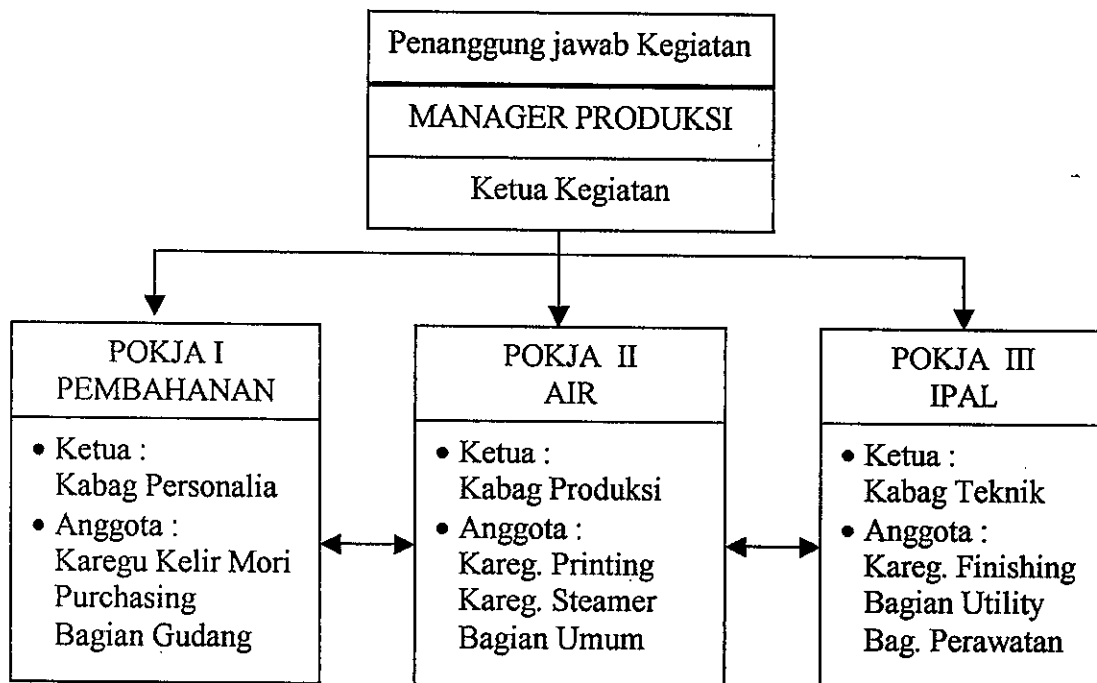 Penanggung jawab Kegiatan
MANAGER PRODUKSI
Ketua Kegiatan
POKJA I
PEMBAHANAN
• Ketua :
Kabag Personalia
• Anggota :
Karegu Kelir Mori
Purchasing
Bagian Gudang
POKJA II
AIR
• Ketua :
Kabag Produksi
• Anggota :
Kareg. Printing
Kareg. Steamer
Bagian Umum
POKJA III
IPAL
• Ketua :
Kabag Teknik
• Anggota :
Kareg. Finishing
Bagian Utility
Bag. Perawatan